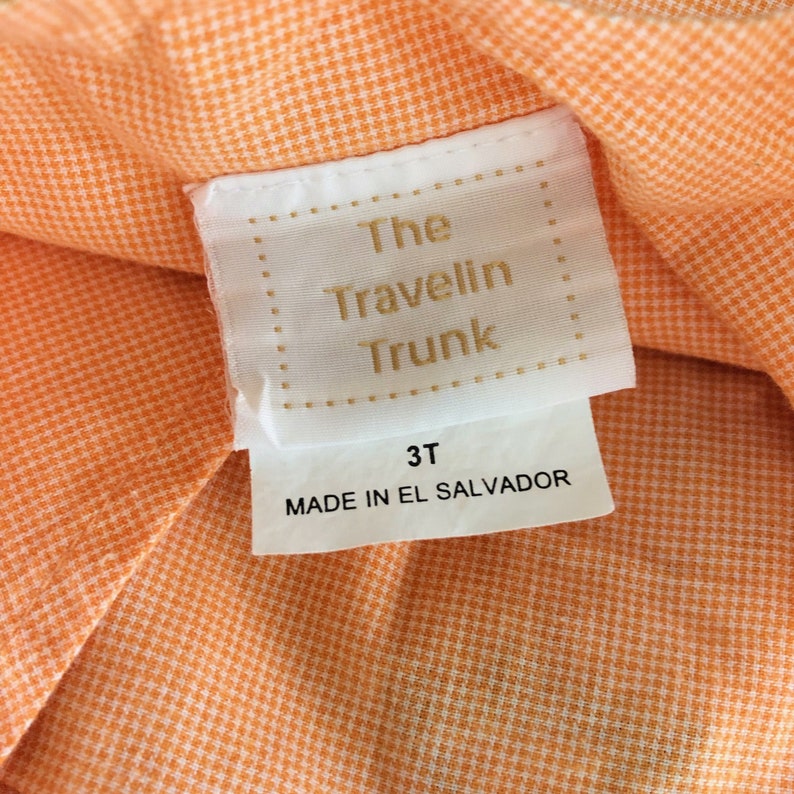 The
Travelin
Trunk
3T
MADE IN EL SALVADOR